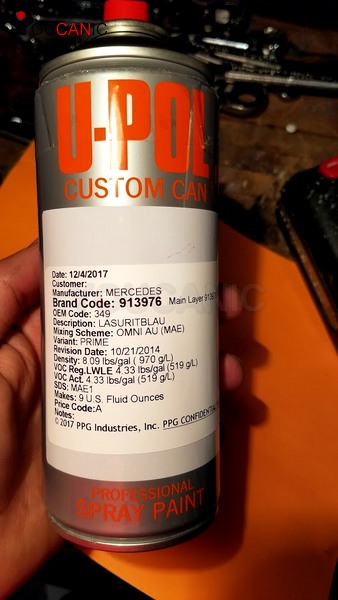 U-POL
CUSTOM CAN
Date: 12/4/2017
Customer:
Manufacturer: MERCEDES
Brand Code: 913976 Main Layer
OEM Code: 349
Description: LASURITBLAU
Mixing Scheme: OMNI AU (MAE)
Variant: PRIME
Revision Date: 10/21/2014
Density: 8.09 lbs/gal ( 970 g/L)
VOC Reg.LWLE 4.33 lbs/gal (519 g/L)
VOC Act. 4.33 lbs/gal (519 g/L)
SDS: MAE1
Makes: 9 U.S. Fluid Ounces
Price Code:A
Notes:
©2017 PPG Industries, Inc. PPG CONFIDENTIAL
PROFESSIONAL
SPRAY PAINT